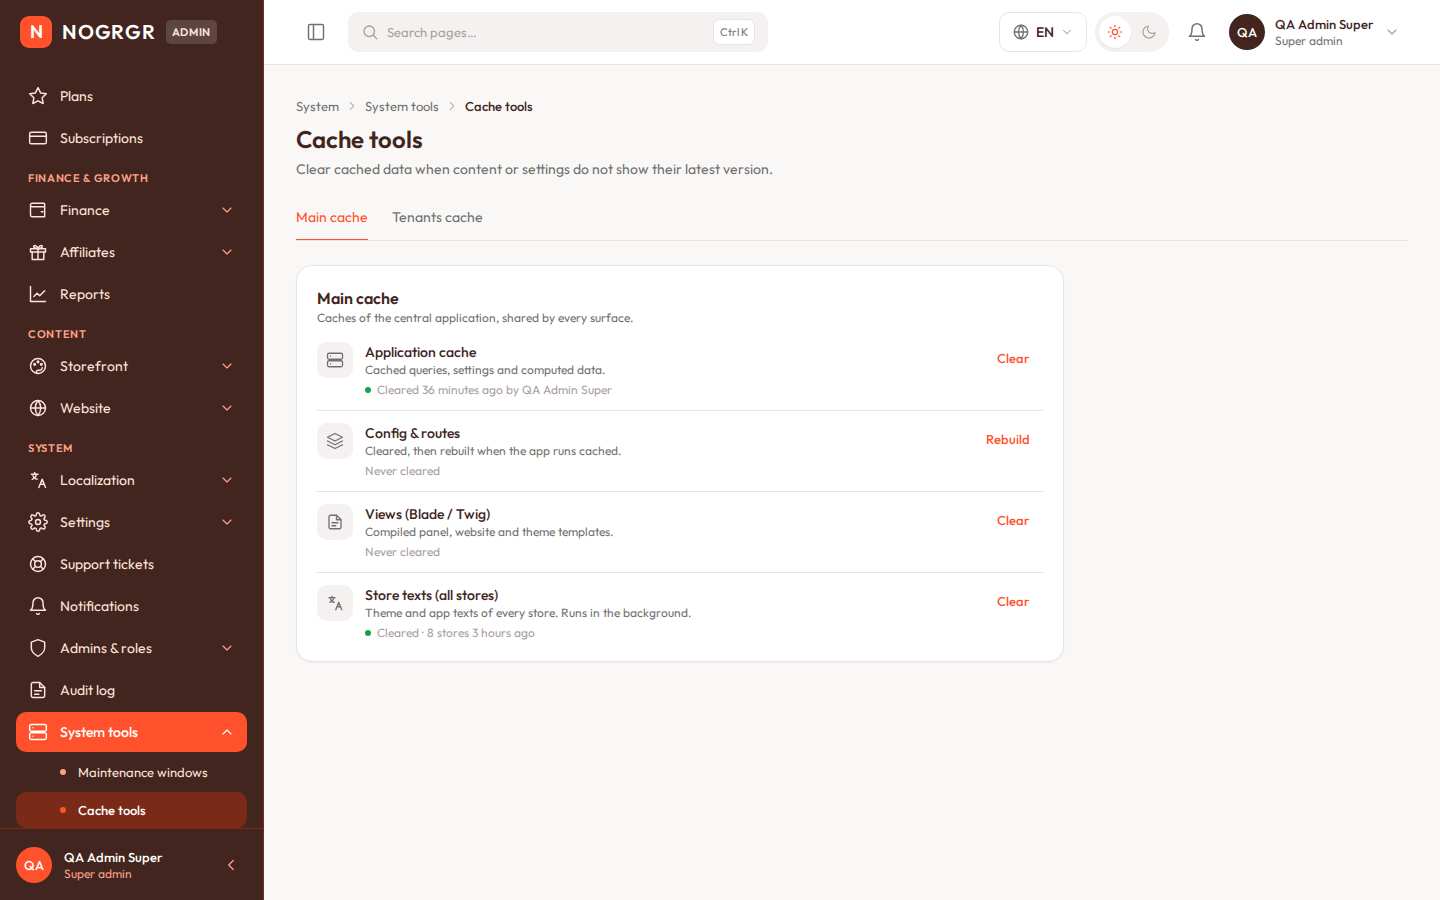 N NOGRGR ADMIN
Plans
Subscriptions
FINANCE & GROWTH
Finance
Affiliates
Reports
CONTENT
Storefront
Website
SYSTEM
Localization
Settings
Support tickets
Notifications
Admins & roles
Audit log
System tools
Maintenance windows
Cache tools
QA QA Admin Super
Super admin
Search pages... Ctrl K
EN
QA QA Admin Super
Super admin
System > System tools > Cache tools
Cache tools
Clear cached data when content or settings do not show their latest version.
Main cache Tenants cache
Main cache
Caches of the central application, shared by every surface.
Application cache
Cached queries, settings and computed data.
Cleared 36 minutes ago by QA Admin Super
Clear
Config & routes
Cleared, then rebuilt when the app runs cached.
Never cleared
Rebuild
Views (Blade / Twig)
Compiled panel, website and theme templates.
Never cleared
Clear
Store texts (all stores)
Theme and app texts of every store. Runs in the background.
Cleared · 8 stores 3 hours ago
Clear